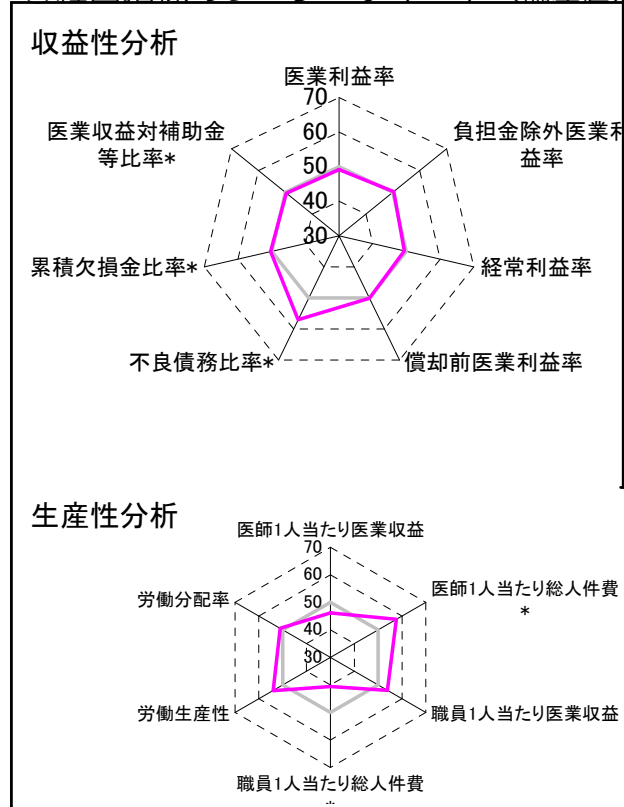 収益性分析
医業利益率
70
60
50
40
30
負担金除外医業利
益率
経常利益率
償却前医業利益率
不良債務比率*
累積欠損金比率*
医業収益対補助金
等比率*
生産性分析
医師1人当たり医業収益
70
60
50
40
30
医師1人当たり総人件費
*
職員1人当たり医業収益
職員1人当たり総人件費
*
労働生産性
労働分配率